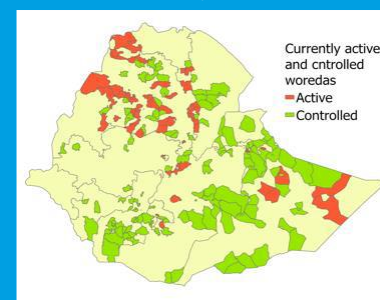 Currently active
and cntrolled
woredas
Active
Controlled